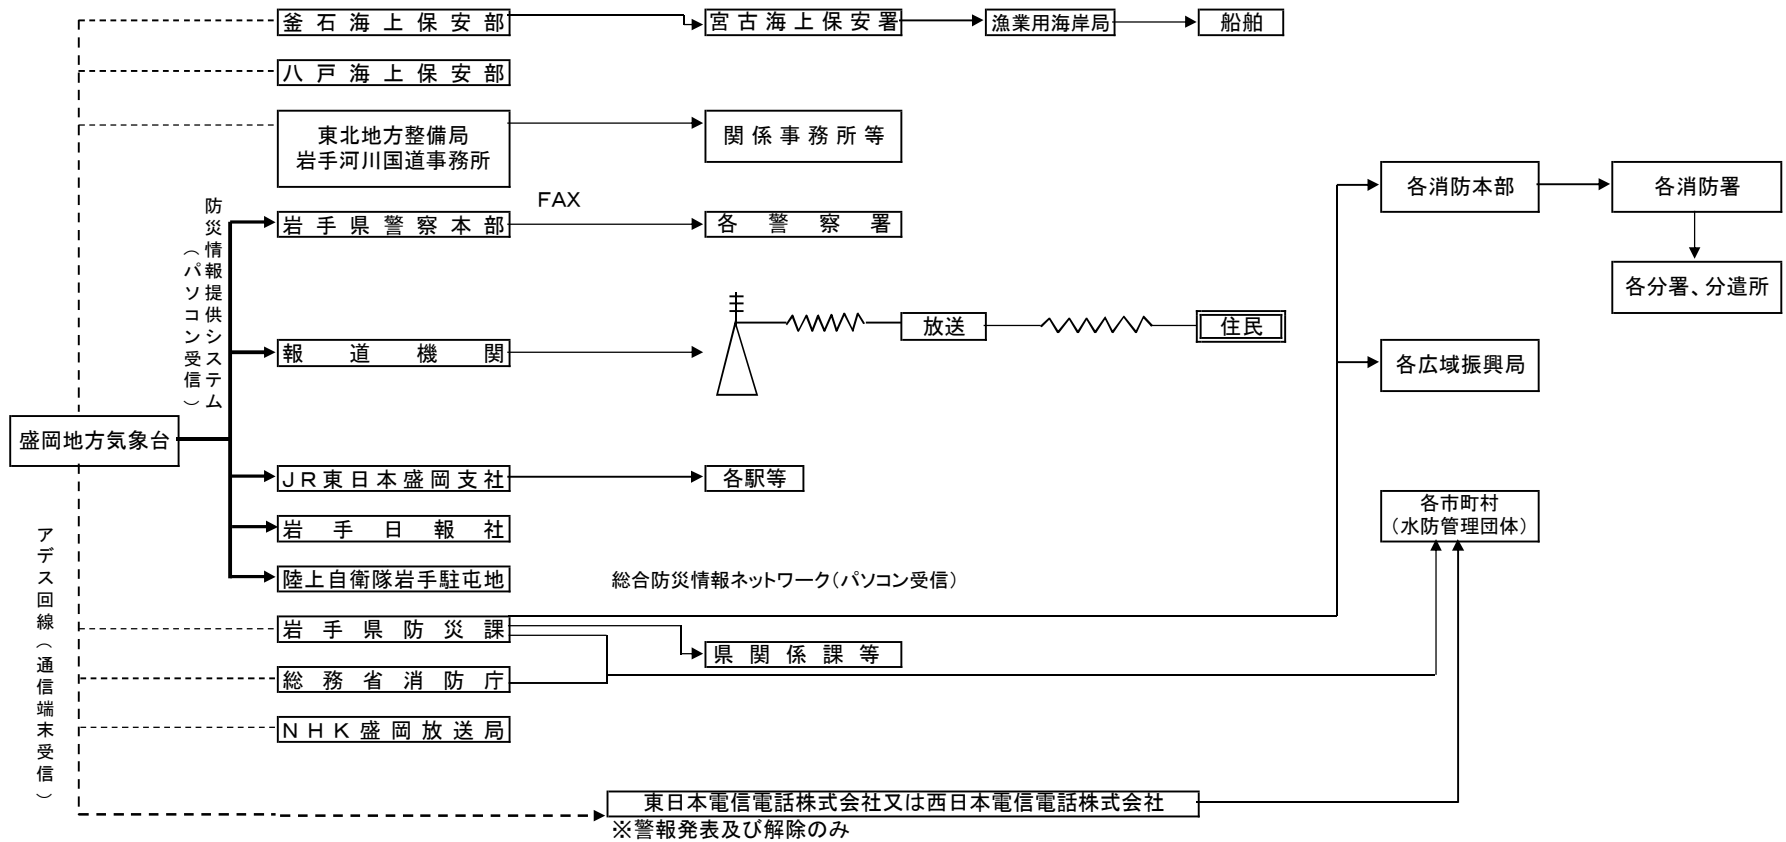 釜石海上保安部
宮古海上保安署
漁業用海岸局
船舶
八戸海上保安部
東北地方整備局
岩手河川国道事務所
関係事務所等
各消防本部
各消防署
防災情報提供システム
（パソコン受信）
FAX
岩手県警察本部
各警察署
各分署、分遣所
放送
住民
報道機関
各広域振興局
盛岡地方気象台
JR東日本盛岡支社
各駅等
岩手日報社
各市町村
（水防管理団体）
陸上自衛隊岩手駐屯地
総合防災情報ネットワーク（パソコン受信）
アデス回線（通信端末受信）
岩手県防災課
県関係課等
総務省消防庁
NHK盛岡放送局
東日本電信電話株式会社又は西日本電信電話株式会社
※警報発表及び解除のみ